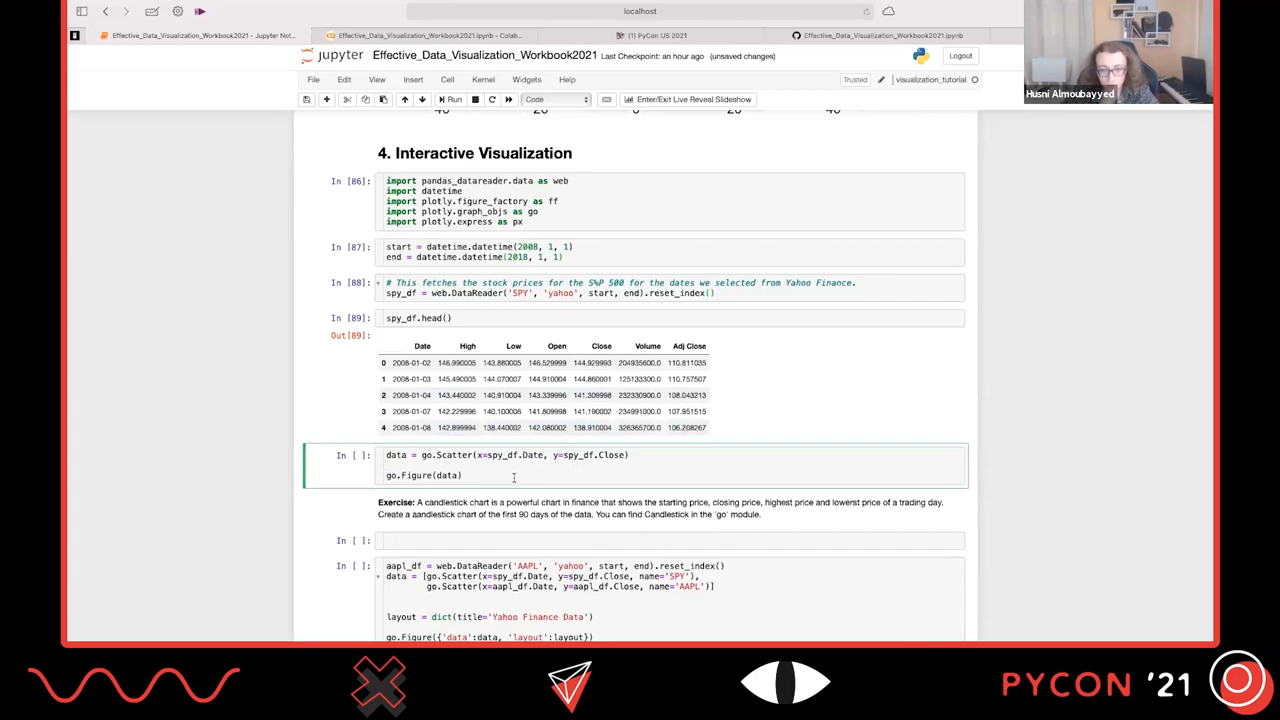 localhost
Effective_Data_Visualization_Workbook2021 - Jupyter Not...
Effective_Data_Visualization_Workbook2021.ipynb - Colab...
(1) PyCon US 2021
Effective_Data_Visualization_Workbook2021.ipynb
jupyter Effective_Data_Visualization_Workbook2021 Last Checkpoint: an hour ago (unsaved changes)
Logout
File Edit View Insert Cell Kernel Widgets Help
Trusted visualization_tutorial
Run Code Enter/Exit Live Reveal Slideshow
Husni Almoubayyed
40 20 0 20 40
4. Interactive Visualization
In [86]: import pandas_datareader.data as web
import datetime
import plotly.figure_factory as ff
import plotly.graph_objs as go
import plotly.express as px
In [87]: start = datetime.datetime(2008, 1, 1)
end = datetime.datetime(2018, 1, 1)
In [88]: # This fetches the stock prices for the S%P 500 for the dates we selected from Yahoo Finance.
spy_df = web.DataReader('SPY', 'yahoo', start, end).reset_index()
In [89]: spy_df.head()
Out[89]:
Date High Low Open Close Volume Adj Close
0 2008-01-02 146.990005 143.880005 146.529999 144.929993 204935600.0 110.811035
1 2008-01-03 145.490005 144.070007 144.910004 144.860001 125133300.0 110.757507
2 2008-01-04 143.440002 140.910004 143.339996 141.309998 232330900.0 108.043213
3 2008-01-07 142.229996 140.100006 141.809998 141.190002 234991000.0 107.951515
4 2008-01-08 142.899994 138.440002 142.080002 138.910004 326365700.0 106.208267
In [ ]: data = go.Scatter(x=spy_df.Date, y=spy_df.Close)
go.Figure(data)
Exercise: A candlestick chart is a powerful chart in finance that shows the starting price, closing price, highest price and lowerst price of a trading day.
Create a aandlestick chart of the first 90 days of the data. You can find Candlestick in the `go` module.
In [ ]:
In [ ]: aapl_df = web.DataReader('AAPL', 'yahoo', start, end).reset_index()
data = [go.Scatter(x=spy_df.Date, y=spy_df.Close, name='SPY'),
go.Scatter(x=aapl_df.Date, y=aapl_df.Close, name='AAPL')]
layout = dict(title='Yahoo Finance Data')
go.Figure({'data':data, 'layout':layout})
PYCON '21